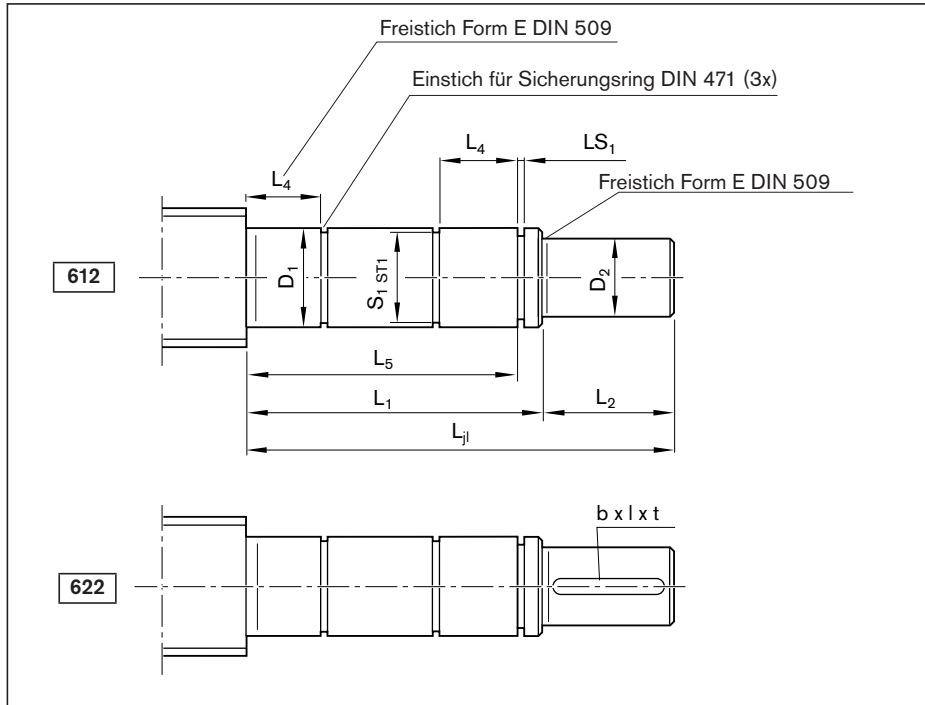 Freistich Form E DIN 509
Einstich für Sicherungsring DIN 471 (3x)
L4
LS1
L4
Freistich Form E DIN 509
612
D1
S1 ST1
D2
L5
L1
L2
Ljl
b x l x t
622